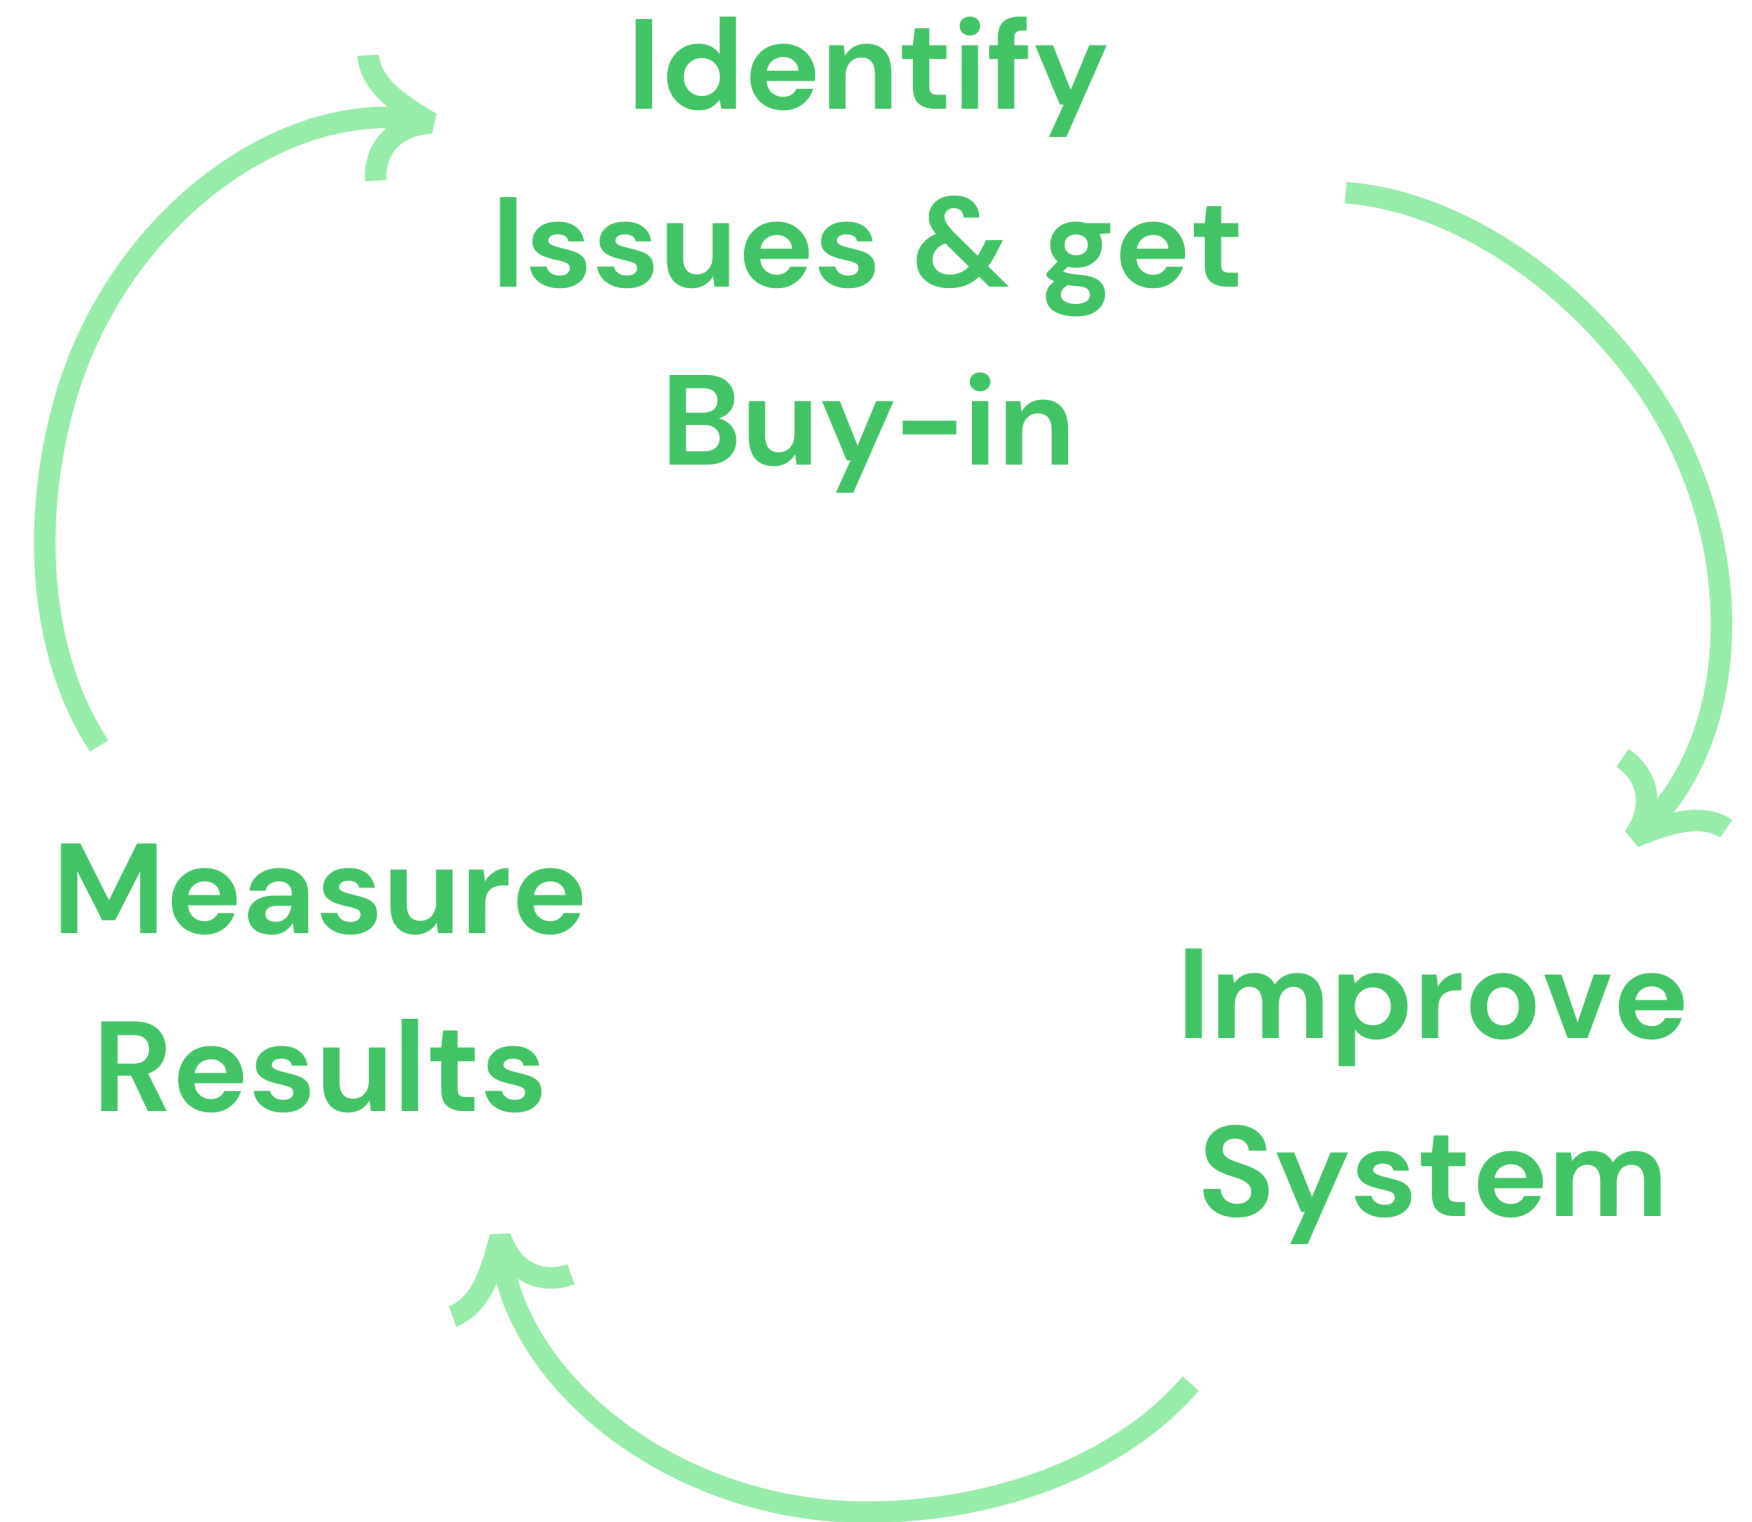 Identify
Issues & get
Buy-in
Measure
Results
Improve
System